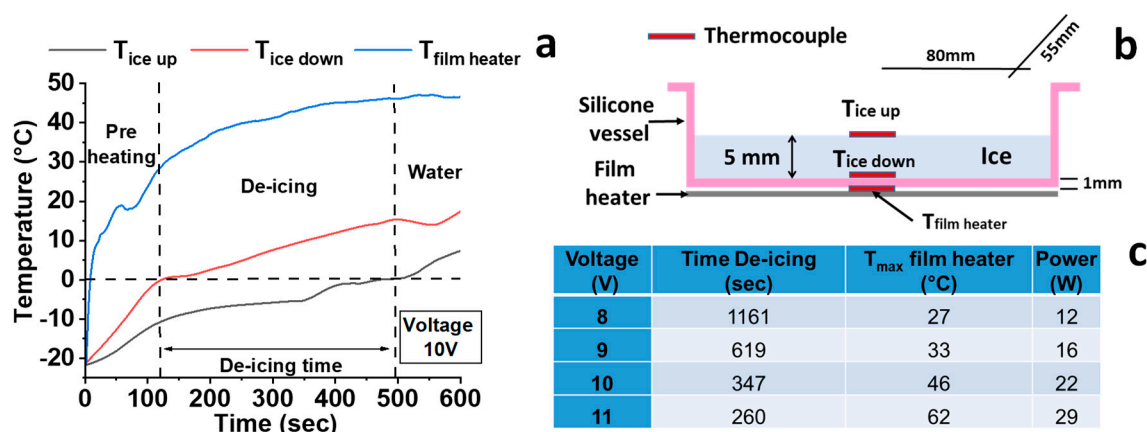 T ice up T ice down T film heater
a
Temperature (°C)
50
40
30
20
10
0
-10
-20
Pre
heating
De-icing
Water
Voltage
10V
De-icing time
0 100 200 300 400 500 600
Time (sec)
b
Thermocouple
80mm
55mm
Silicone
vessel
Film
heater
T ice up
5 mm
T ice down
Ice
1mm
T film heater
c
Voltage (V) Time De-icing (sec) Tmax film heater (°C) Power (W)
8 1161 27 12
9 619 33 16
10 347 46 22
11 260 62 29